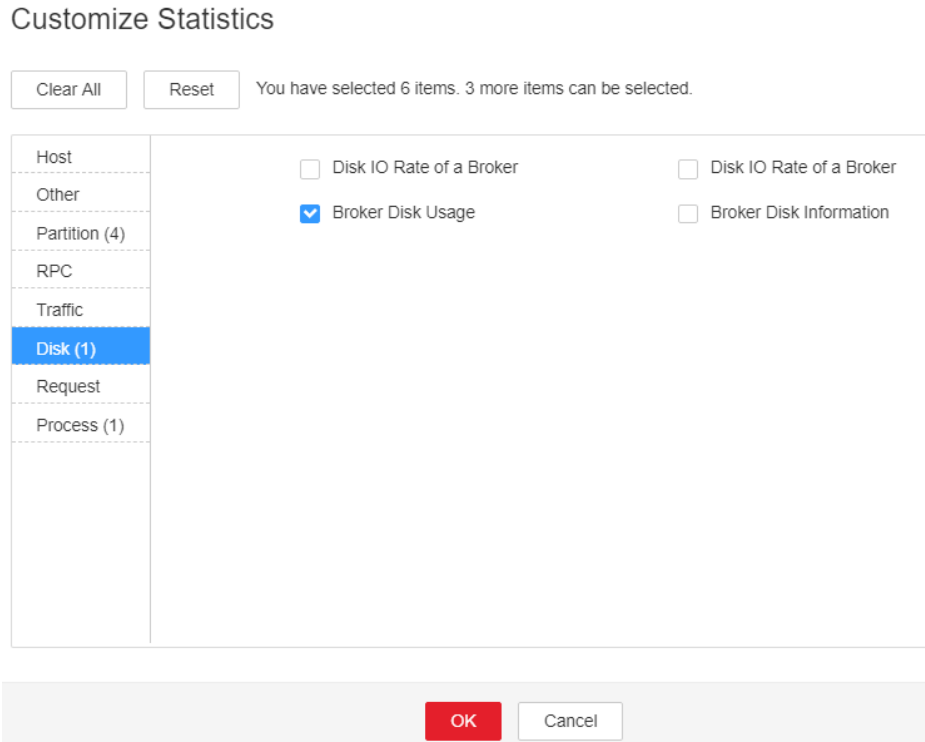 Customize Statistics
Clear All
Reset
You have selected 6 items. 3 more items can be selected.
Host
Other
Partition (4)
RPC
Traffic
Disk (1)
Request
Process (1)
Disk IO Rate of a Broker
Disk IO Rate of a Broker
Broker Disk Usage
Broker Disk Information
OK
Cancel